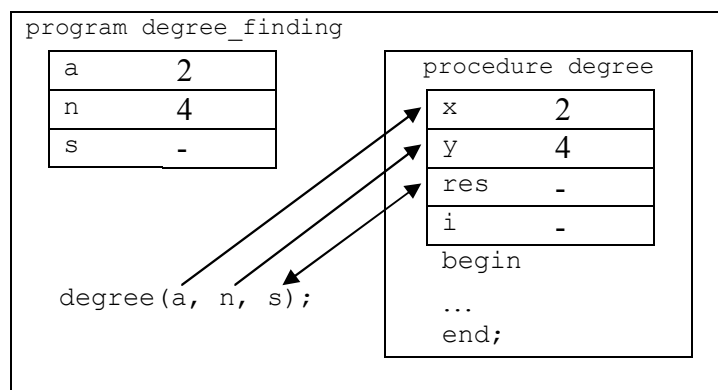 program degree_finding
a 2
n 4
s -
degree(a, n, s);
procedure degree
x 2
y 4
res -
i -
begin
…
end;